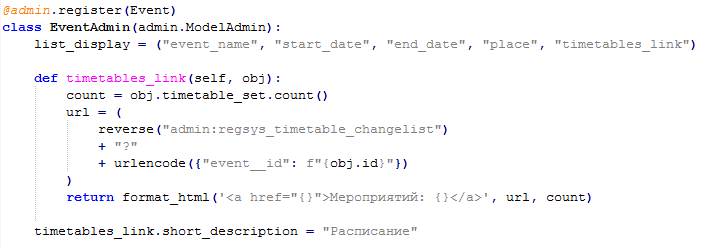 @admin.register(Event)
class EventAdmin(admin.ModelAdmin):
    list_display = ("event_name", "start_date", "end_date", "place", "timetables_link")

    def timetables_link(self, obj):
        count = obj.timetable_set.count()
        url = (
            reverse("admin:regsys_timetable_changelist")
            + "?"
            + urlencode({"event__id": f"{obj.id}"})
        )
        return format_html('<a href="{}">Мероприятий: {}</a>', url, count)

    timetables_link.short_description = "Расписание"